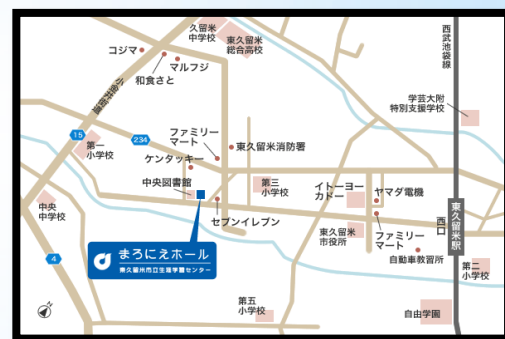 久留米
中学校
東久留米
総合高校
西武池袋線
コジマ
マルフジ
和食さと
小金井街道
学芸大附
特別支援学校
15
234
第一
小学校
ファミリー
マート
東久留米消防署
ケンタッキー
中央図書館
第三
小学校
イトーヨー
カドー
ヤマダ電機
中央
中学校
セブンイレブン
東久留米
市役所
ファミリー
マート
西口
東久留米駅
自動車教習所
まろにえホール
東久留米市立生涯学習センター
4
第二
小学校
第五
小学校
自由学園
N